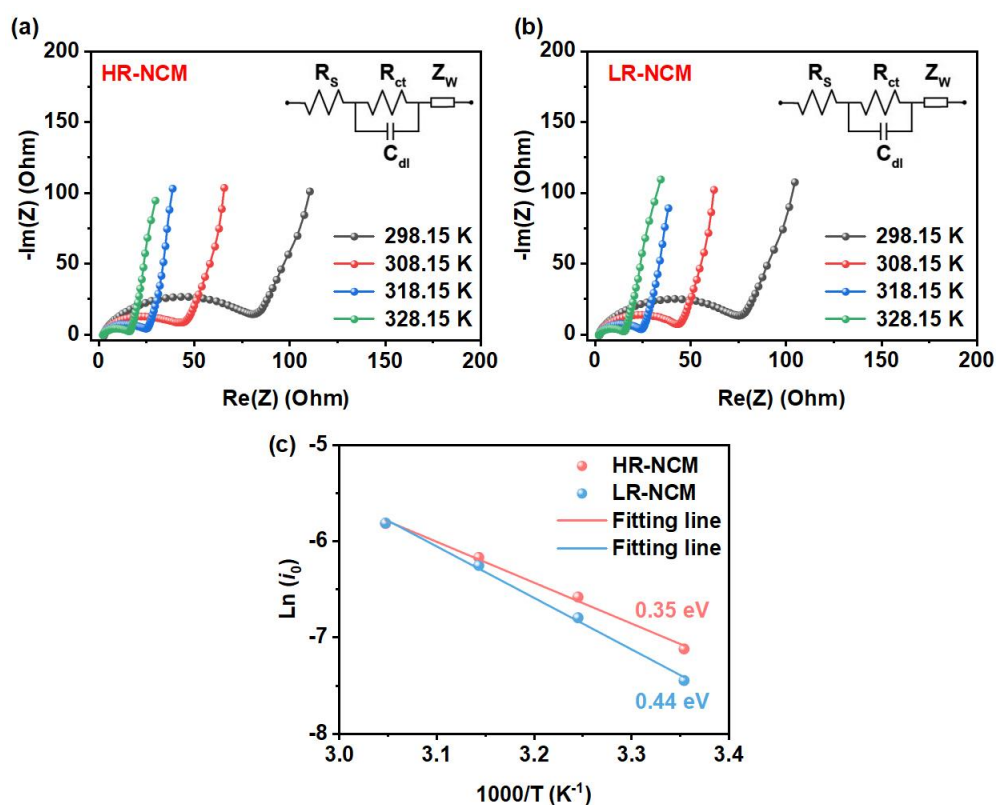 (a)
HR-NCM
R_S R_ct Z_W
C_dl
298.15 K
308.15 K
318.15 K
328.15 K
-Im(Z) (Ohm)
200
150
100
50
0
0 50 100 150 200
Re(Z) (Ohm)
(b)
LR-NCM
R_S R_ct Z_W
C_dl
298.15 K
308.15 K
318.15 K
328.15 K
-Im(Z) (Ohm)
200
150
100
50
0
0 50 100 150 200
Re(Z) (Ohm)
(c)
HR-NCM
LR-NCM
Fitting line
Fitting line
0.35 eV
0.44 eV
Ln (i₀)
-5
-6
-7
-8
3.0 3.1 3.2 3.3 3.4
1000/T (K⁻¹)